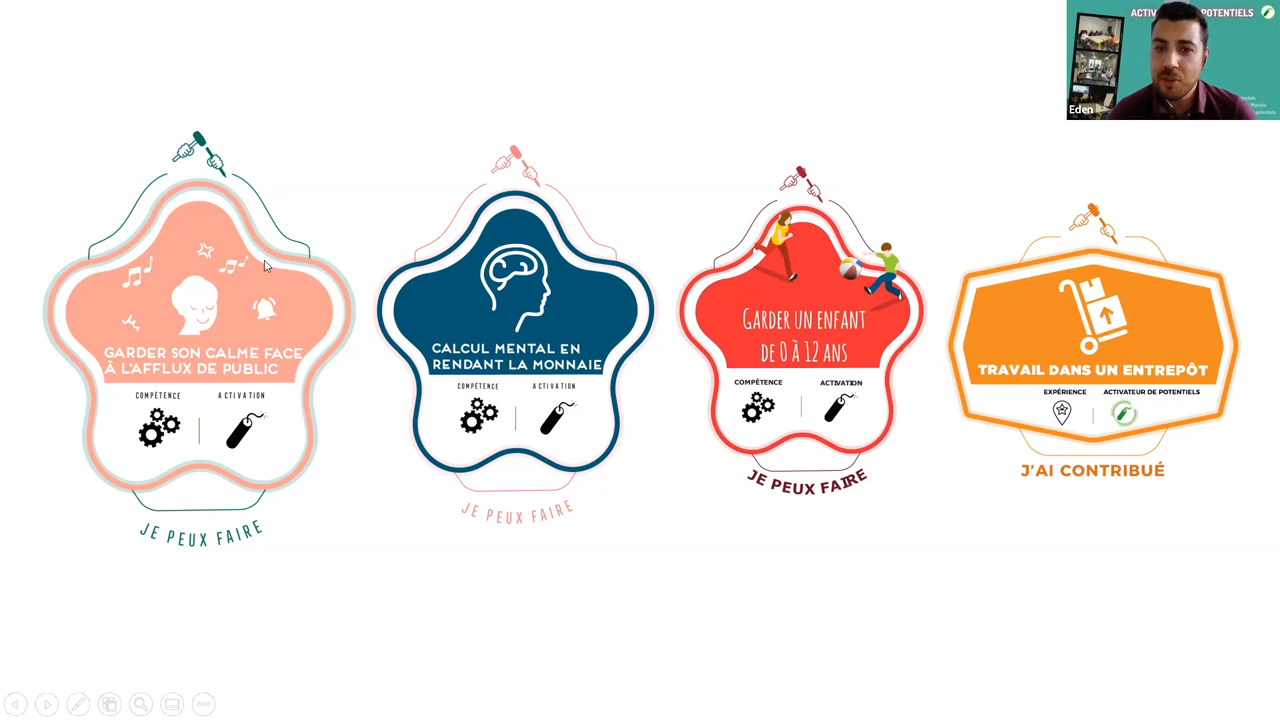 ACTIV
POTENTIELS
Eden
GARDER SON CALME FACE
À L'AFFLUX DE PUBLIC
COMPÉTENCE
ACTIVATION
JE PEUX FAIRE
CALCUL MENTAL EN
RENDANT LA MONNAIE
COMPÉTENCE
ACTIVATION
JE PEUX FAIRE
GARDER UN ENFANT
DE 0 À 12 ANS
COMPÉTENCE
ACTIVATION
JE PEUX FAIRE
TRAVAIL DANS UN ENTREPÔT
EXPÉRIENCE
ACTIVATEUR DE POTENTIELS
J'AI CONTRIBUÉ